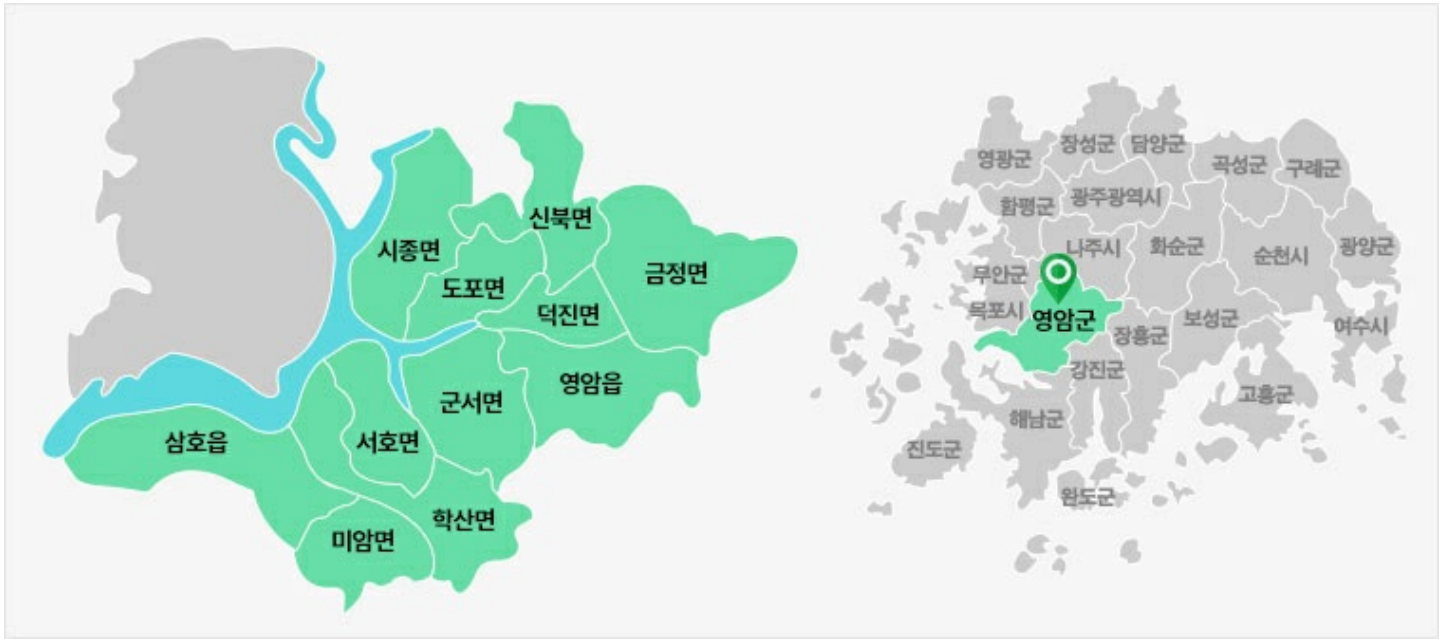 신북면
시종면
금정면
도포면
덕진면
영암읍
군서면
삼호읍
서호면
학산면
미암면
장성군
담양군
영광군
곡성군
구례군
함평군
광주광역시
나주시
화순군
광양군
순천시
무안군
목포시
영암군
보성군
여수시
장흥군
강진군
고흥군
해남군
진도군
완도군